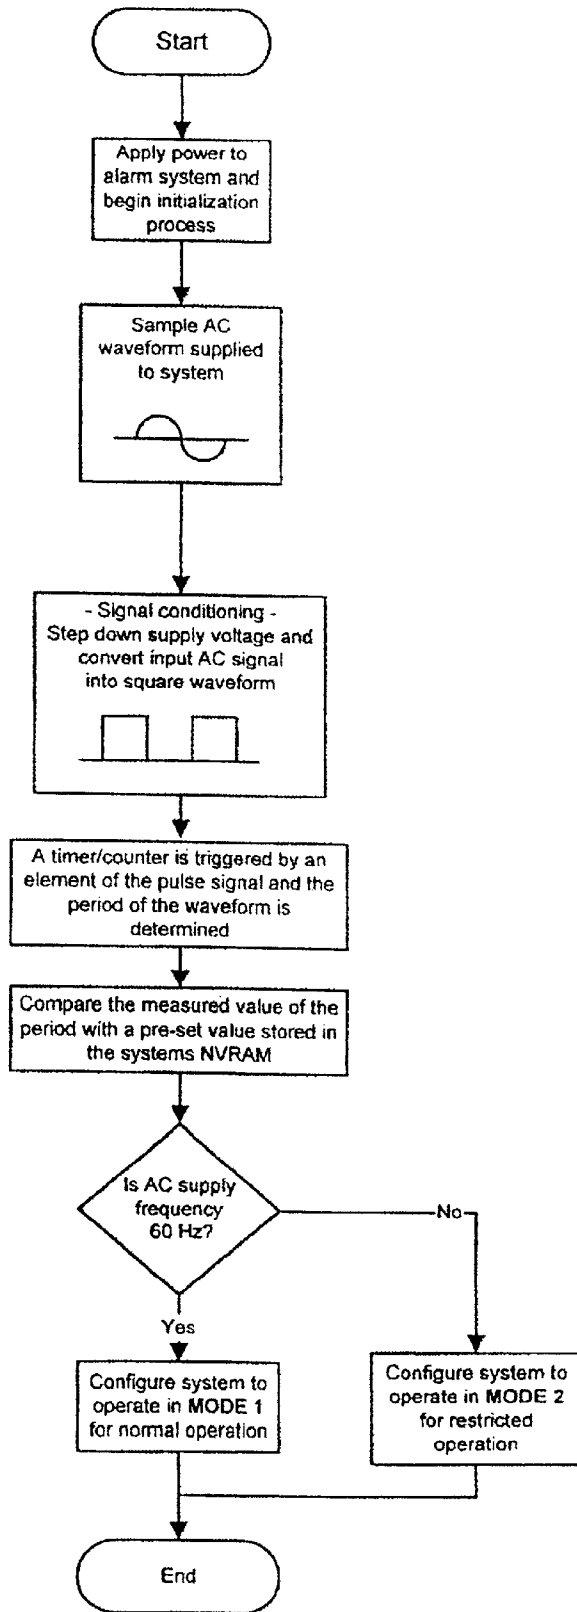 Start
Apply power to
alarm system and
begin initialization
process
Sample AC
waveform supplied
to system
- Signal conditioning -
Step down supply voltage and
convert input AC signal
into square waveform
A timer/counter is triggered by an
element of the pulse signal and the
period of the waveform is
determined
Compare the measured value of the
period with a pre-set value stored in
the systems NVRAM
Is AC supply
frequency
60 Hz?
No
Yes
Configure system to
operate in MODE 1
for normal operation
Configure system to
operate in MODE 2
for restricted
operation
End